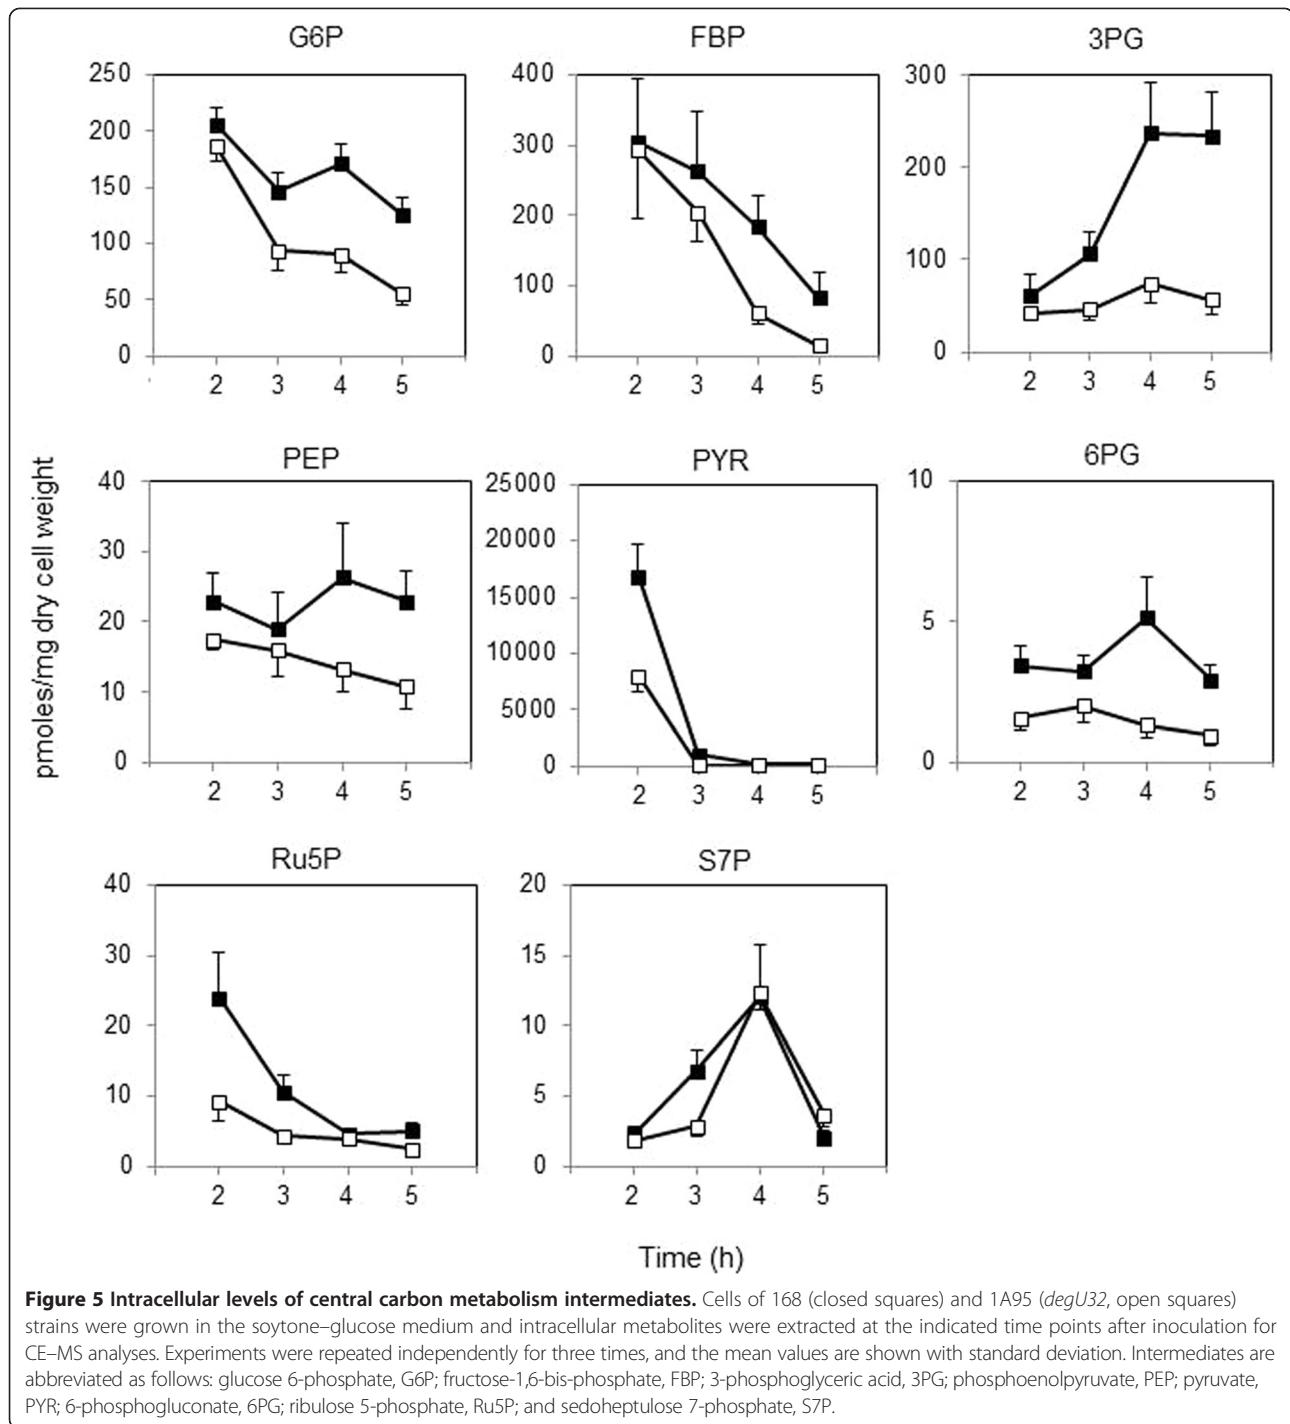 G6P
FBP
3PG
250
200
150
100
50
0
2 3 4 5
400
300
200
100
0
2 3 4 5
300
200
100
0
2 3 4 5
pmoles/mg dry cell weight
PEP
PYR
6PG
40
30
20
10
0
2 3 4 5
25000
20000
15000
10000
5000
0
2 3 4 5
10
5
0
2 3 4 5
Ru5P
S7P
40
30
20
10
0
2 3 4 5
20
15
10
5
0
2 3 4 5
Time (h)
Figure 5 Intracellular levels of central carbon metabolism intermediates. Cells of 168 (closed squares) and 1A95 (degU32, open squares)
strains were grown in the soytone–glucose medium and intracellular metabolites were extracted at the indicated time points after inoculation for
CE–MS analyses. Experiments were repeated independently for three times, and the mean values are shown with standard deviation. Intermediates are
abbreviated as follows: glucose 6-phosphate, G6P; fructose-1,6-bis-phosphate, FBP; 3-phosphoglyceric acid, 3PG; phosphoenolpyruvate, PEP; pyruvate,
PYR; 6-phosphogluconate, 6PG; ribulose 5-phosphate, Ru5P; and sedoheptulose 7-phosphate, S7P.